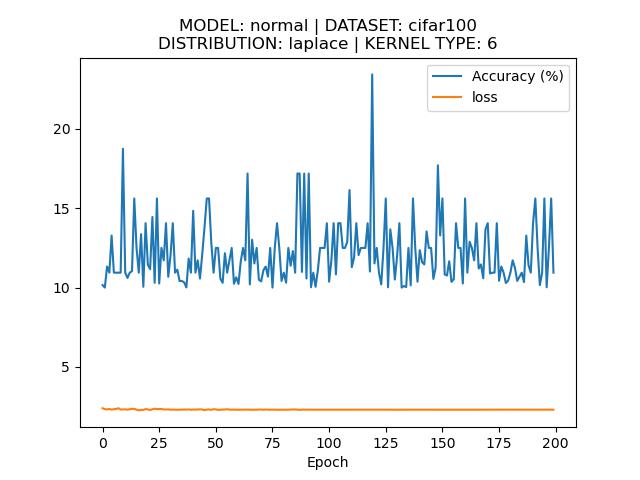 MODEL: normal | DATASET: cifar100
DISTRIBUTION: laplace | KERNEL TYPE: 6
Accuracy (%)
loss
20
15
10
5
0
25
50
75
100
125
150
175
200
Epoch